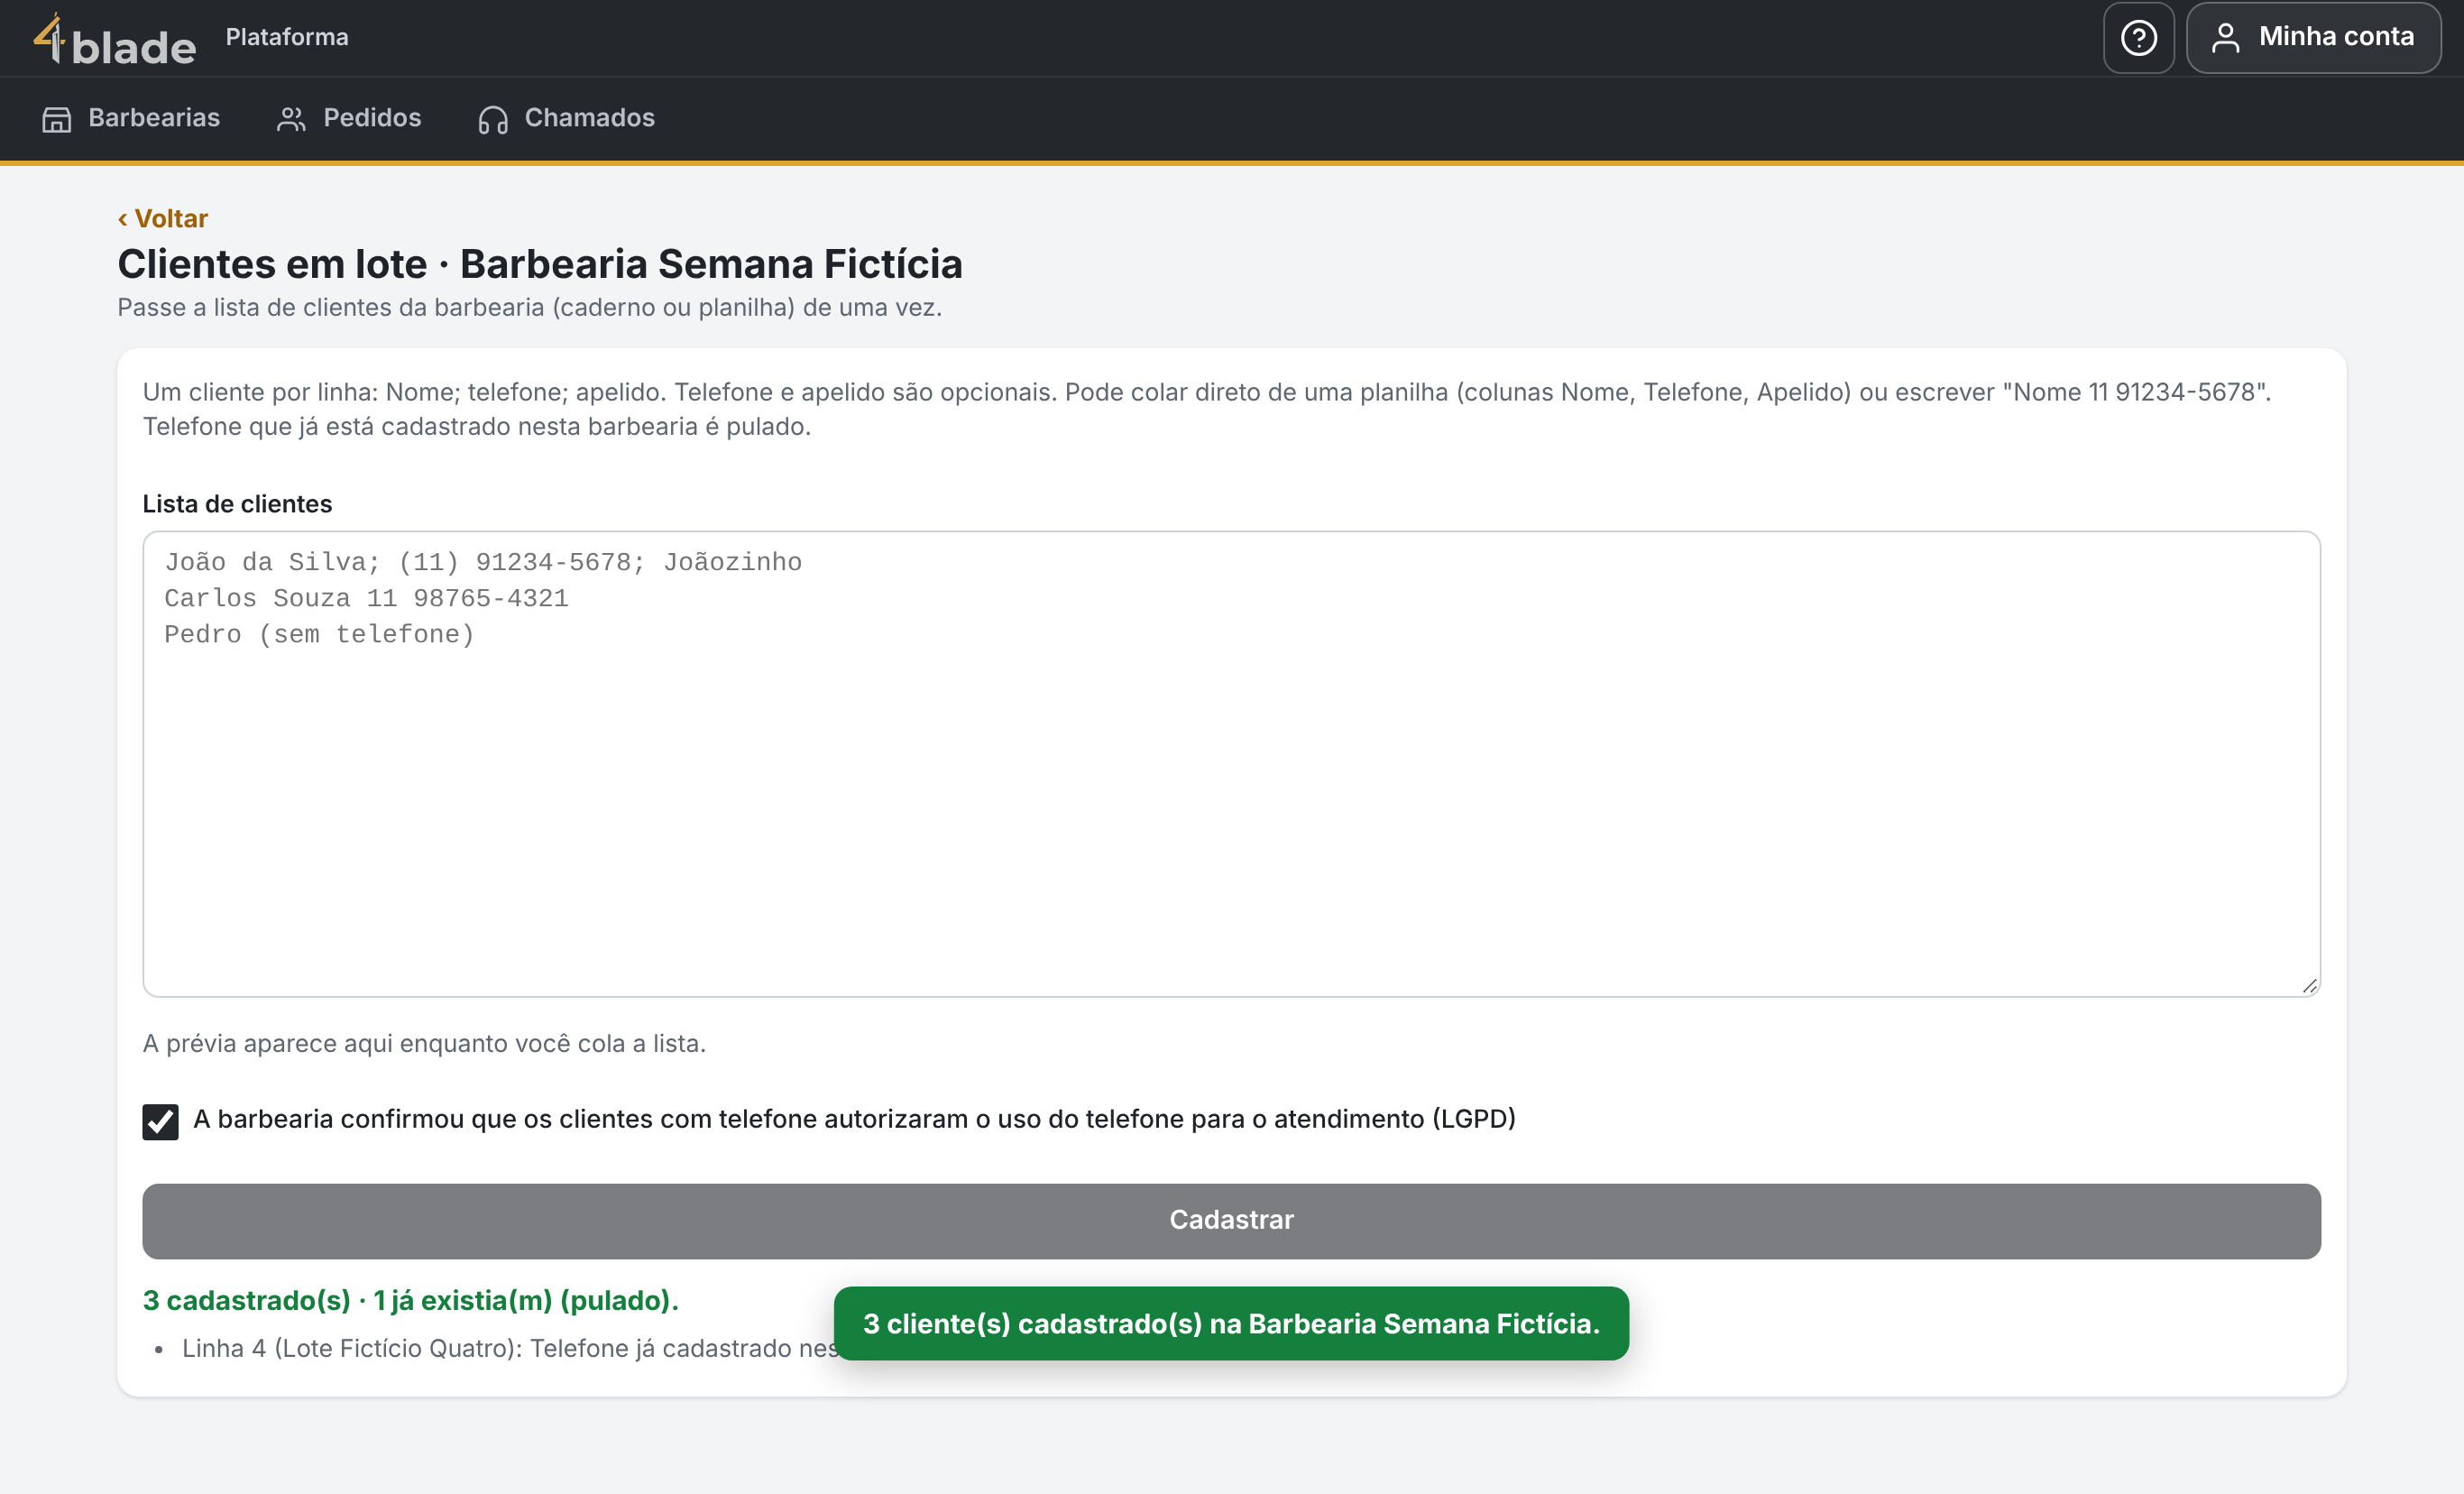 4blade Plataforma
Minha conta
Barbearias Pedidos Chamados
‹ Voltar
Clientes em lote · Barbearia Semana Fictícia
Passe a lista de clientes da barbearia (caderno ou planilha) de uma vez.
Um cliente por linha: Nome; telefone; apelido. Telefone e apelido são opcionais. Pode colar direto de uma planilha (colunas Nome, Telefone, Apelido) ou escrever "Nome 11 91234-5678".
Telefone que já está cadastrado nesta barbearia é pulado.
Lista de clientes
João da Silva; (11) 91234-5678; Joãozinho
Carlos Souza 11 98765-4321
Pedro (sem telefone)
A prévia aparece aqui enquanto você cola a lista.
A barbearia confirmou que os clientes com telefone autorizaram o uso do telefone para o atendimento (LGPD)
Cadastrar
3 cadastrado(s) · 1 já existia(m) (pulado).
3 cliente(s) cadastrado(s) na Barbearia Semana Fictícia.
• Linha 4 (Lote Fictício Quatro): Telefone já cadastrado nes